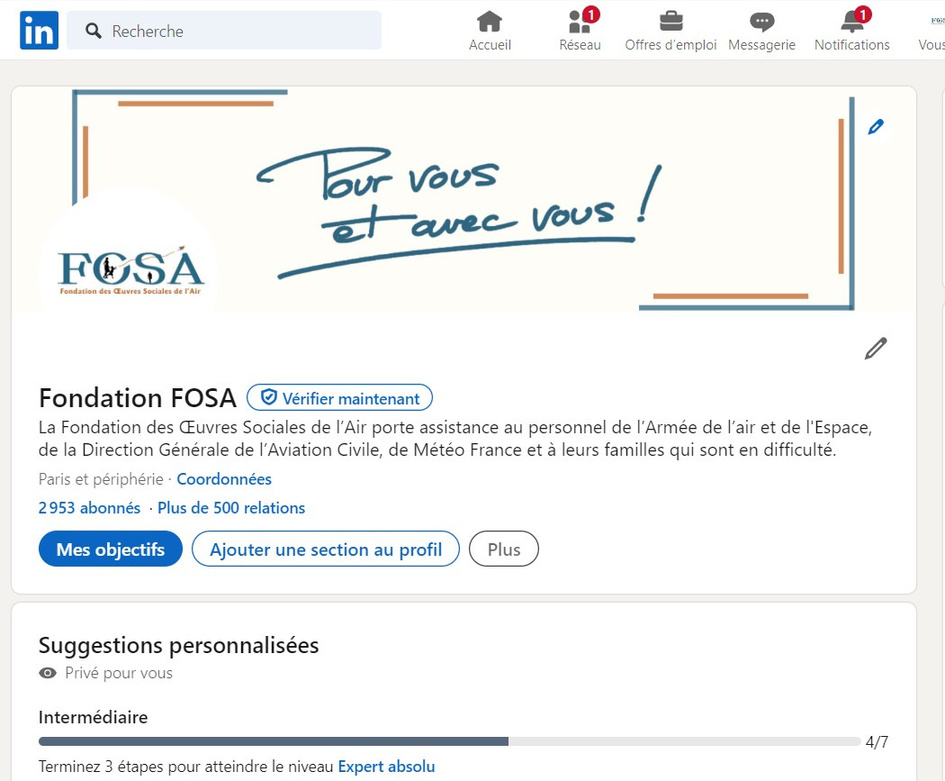 in
Recherche
1
1
Accueil
Réseau
Offres d'emploi
Messagerie
Notifications
Vous
Pour vous
et avec vous !
FOSA
Fondation des Œuvres Sociales de l'Air
Fondation FOSA
Vérifier maintenant
La Fondation des Œuvres Sociales de l’Air porte assistance au personnel de l’Armée de l’air et de l'Espace,
de la Direction Générale de l’Aviation Civile, de Météo France et à leurs familles qui sont en difficulté.
Paris et périphérie · Coordonnées
2 953 abonnés · Plus de 500 relations
Mes objectifs
Ajouter une section au profil
Plus
Suggestions personnalisées
Privé pour vous
Intermédiaire
4/7
Terminez 3 étapes pour atteindre le niveau Expert absolu